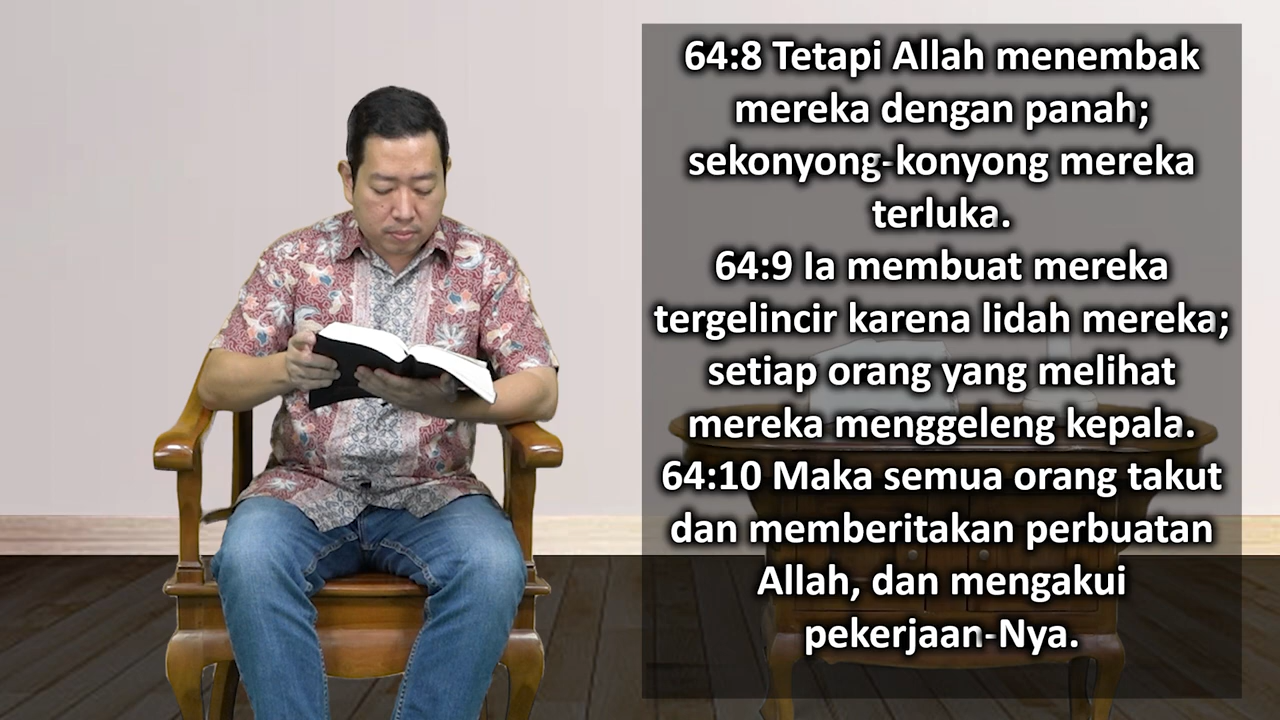 64:8 Tetapi Allah menembak
mereka dengan panah;
sekonyong-konyong mereka
terluka.
64:9 Ia membuat mereka
tergelincir karena lidah mereka;
setiap orang yang melihat
mereka menggeleng kepala.
64:10 Maka semua orang takut
dan memberitakan perbuatan
Allah, dan mengakui
pekerjaan-Nya.